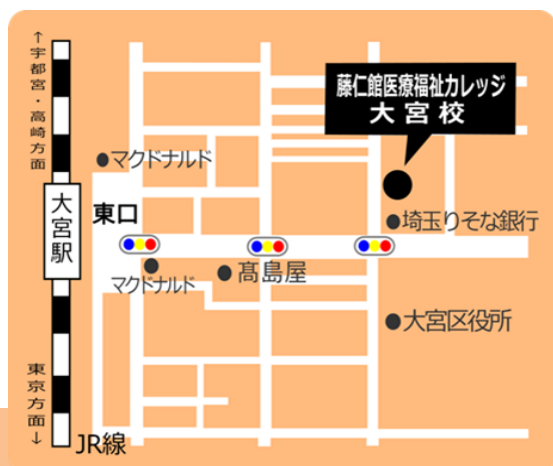 ↑宇都宮・高崎方面
大宮駅
東京方面↓
JR線
藤仁館医療福祉カレッジ
大宮校
マクドナルド
東口
埼玉りそな銀行
マクドナルド
髙島屋
大宮区役所